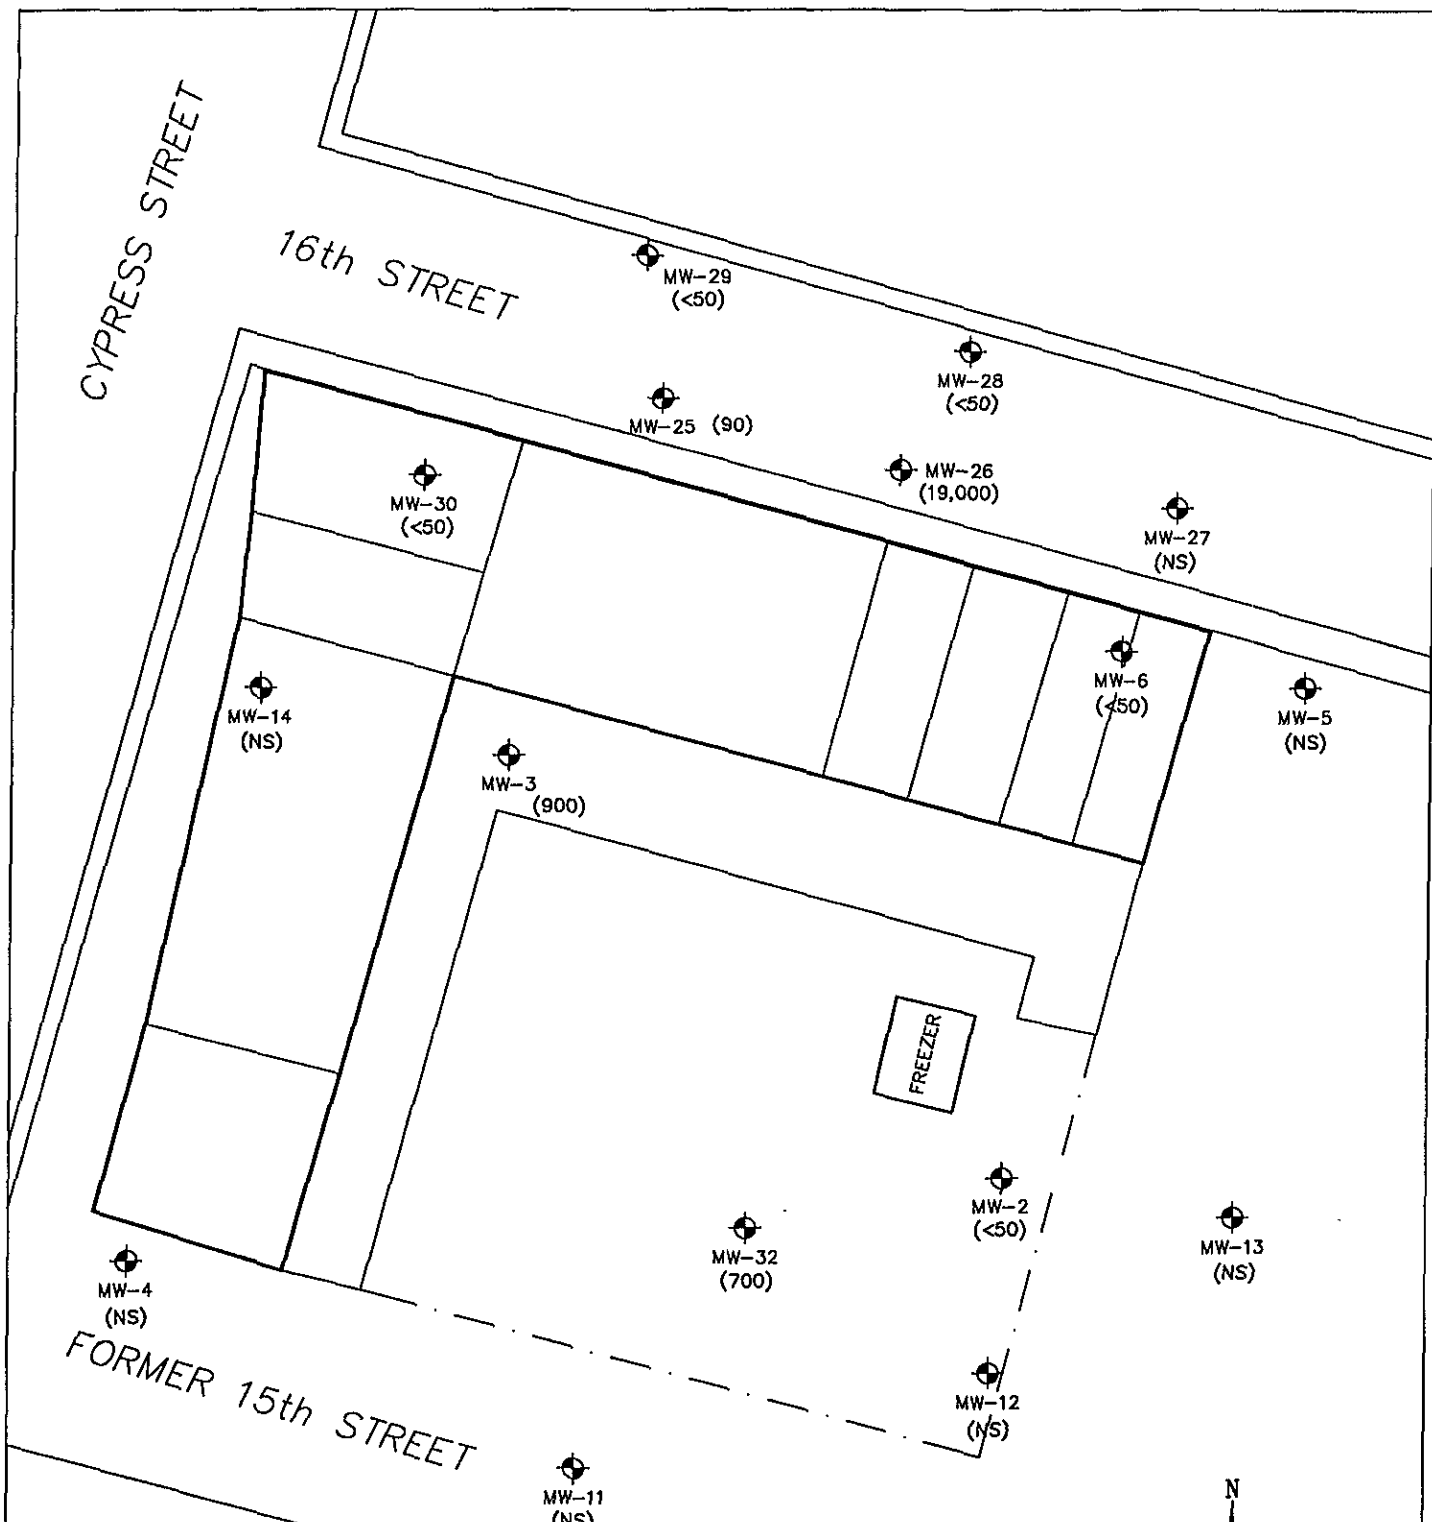 CYPRESS STREET
16th STREET
MW-29
(<50)
MW-28
(<50)
MW-25 (90)
MW-26
(19,000)
MW-30
(<50)
MW-27
(NS)
MW-6
(<50)
MW-5
(NS)
MW-14
(NS)
MW-3
(900)
FREEZER
MW-2
(<50)
MW-13
(NS)
MW-32
(700)
MW-4
(NS)
FORMER 15th STREET
MW-12
(NS)
MW-11
(NS)
N